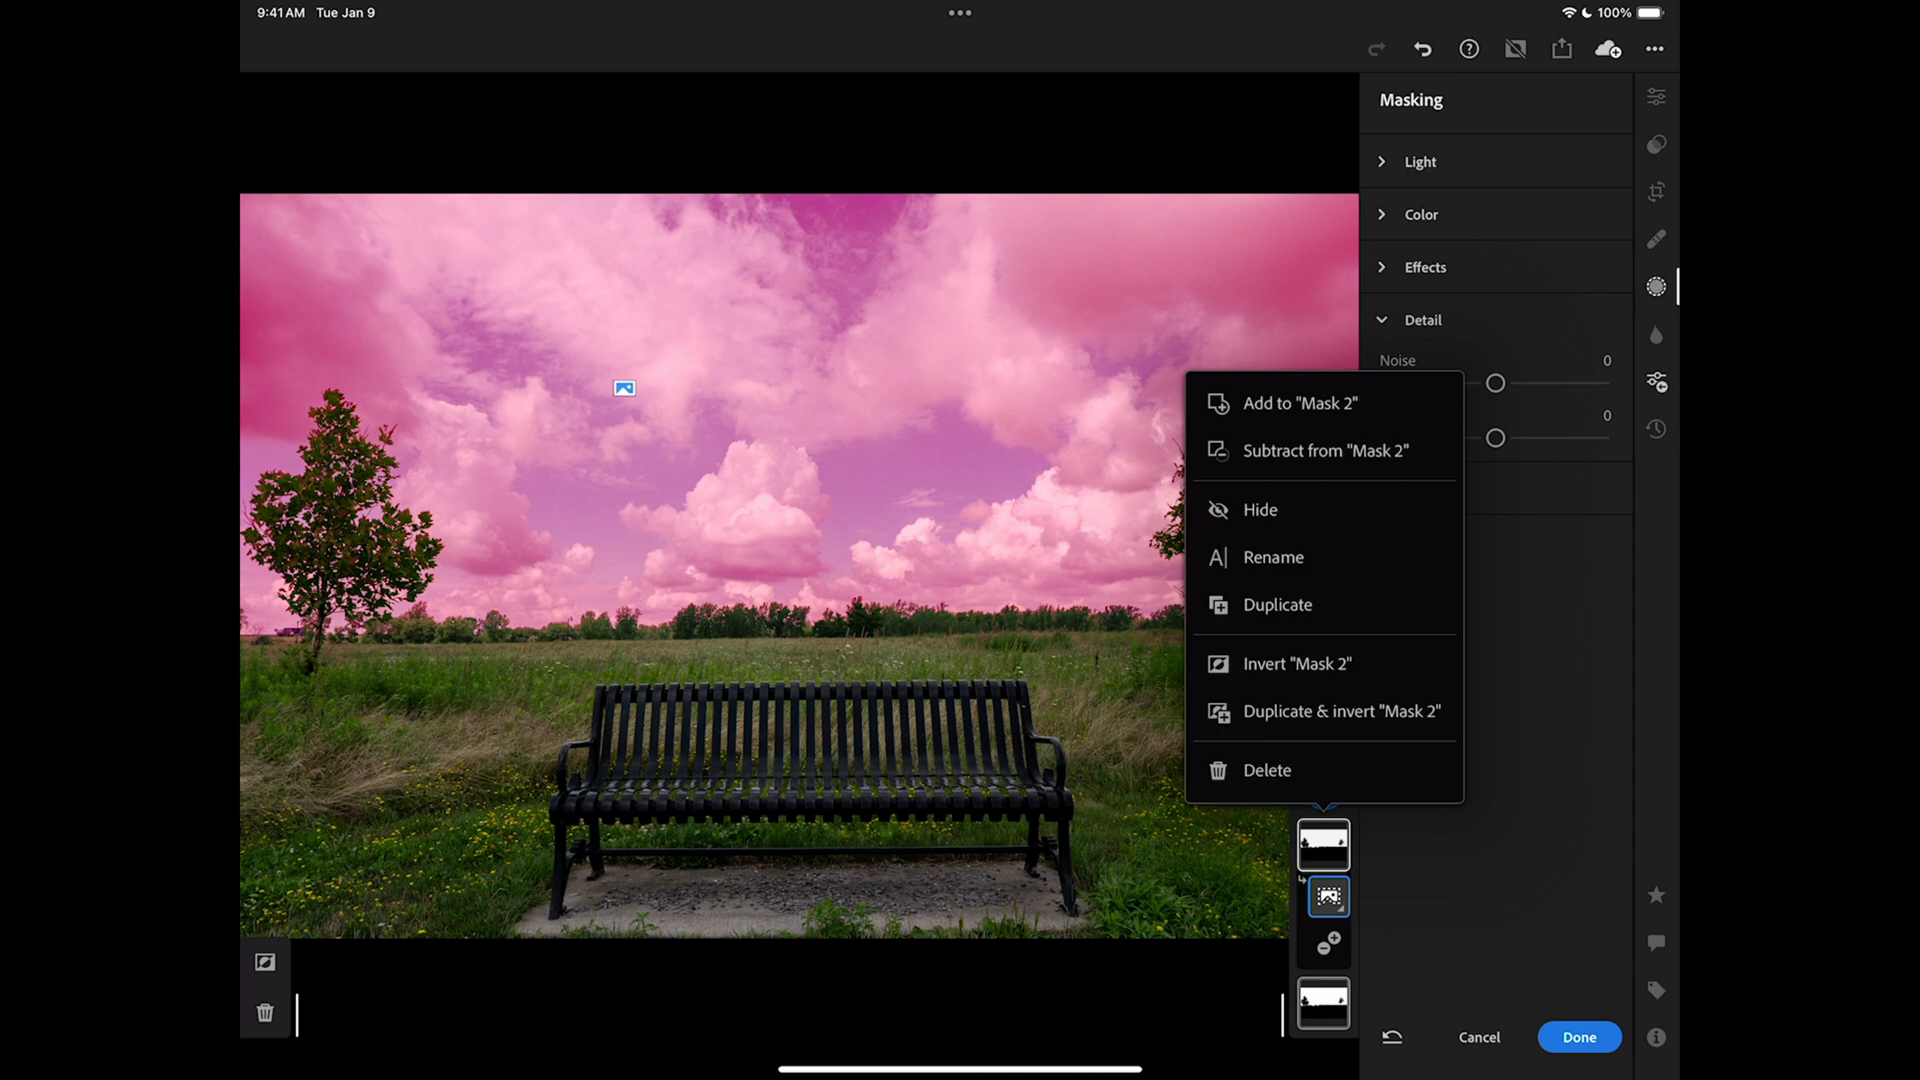 9:41 AM Tue Jan 9
100%
Masking
Light
Color
Effects
Detail
Noise 0
0
Add to "Mask 2"
Subtract from "Mask 2"
Hide
Rename
Duplicate
Invert "Mask 2"
Duplicate & invert "Mask 2"
Delete
Cancel
Done